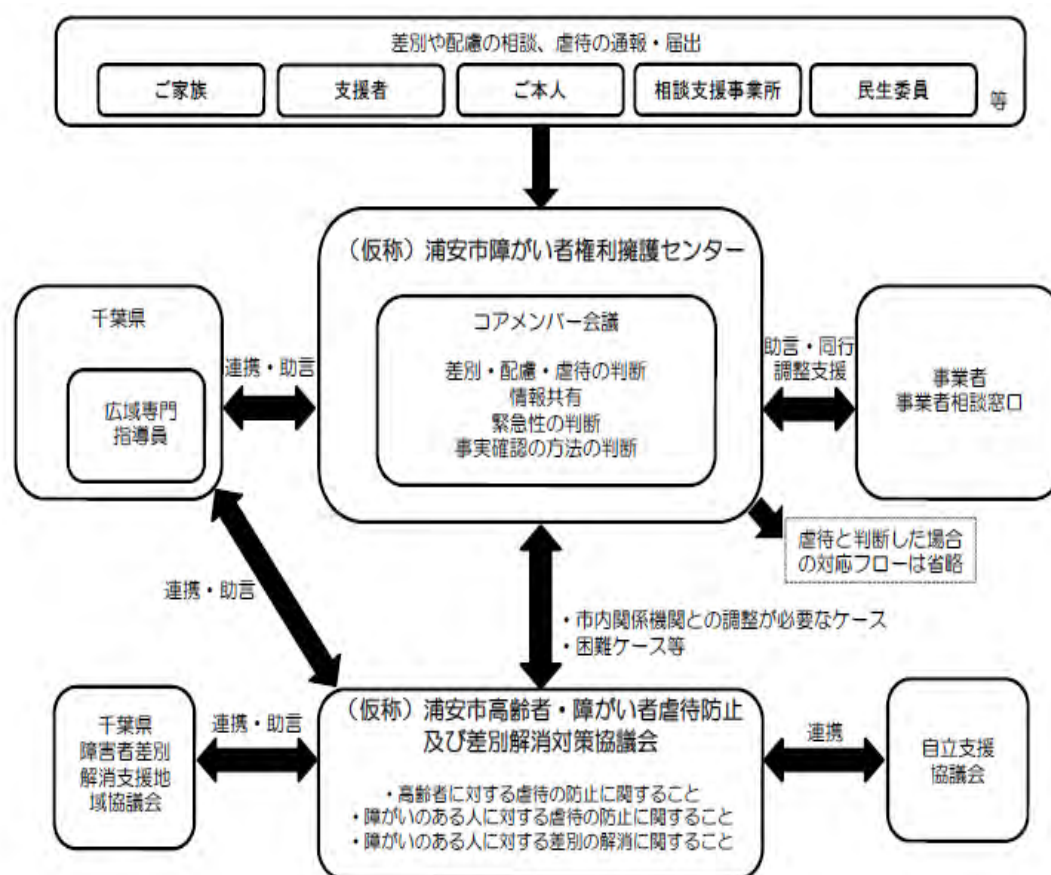 差別や配慮の相談、虐待の通報・届出
ご家族
支援者
ご本人
相談支援事業所
民生委員
等
（仮称）浦安市障がい者権利擁護センター
コアメンバー会議
差別・配慮・虐待の判断
情報共有
緊急性の判断
事実確認の方法の判断
千葉県
広域専門
指導員
連携・助言
助言・同行
調整支援
事業者
事業者相談窓口
虐待と判断した場合
の対応フローは省略
連携・助言
・市内関係機関との調整が必要なケース
・困難ケース等
（仮称）浦安市高齢者・障がい者虐待防止
及び差別解消対策協議会
・高齢者に対する虐待の防止に関すること
・障がいのある人に対する虐待の防止に関すること
・障がいのある人に対する差別の解消に関すること
千葉県
障害者差別
解消支援地
域協議会
連携・助言
連携
自立支援
協議会